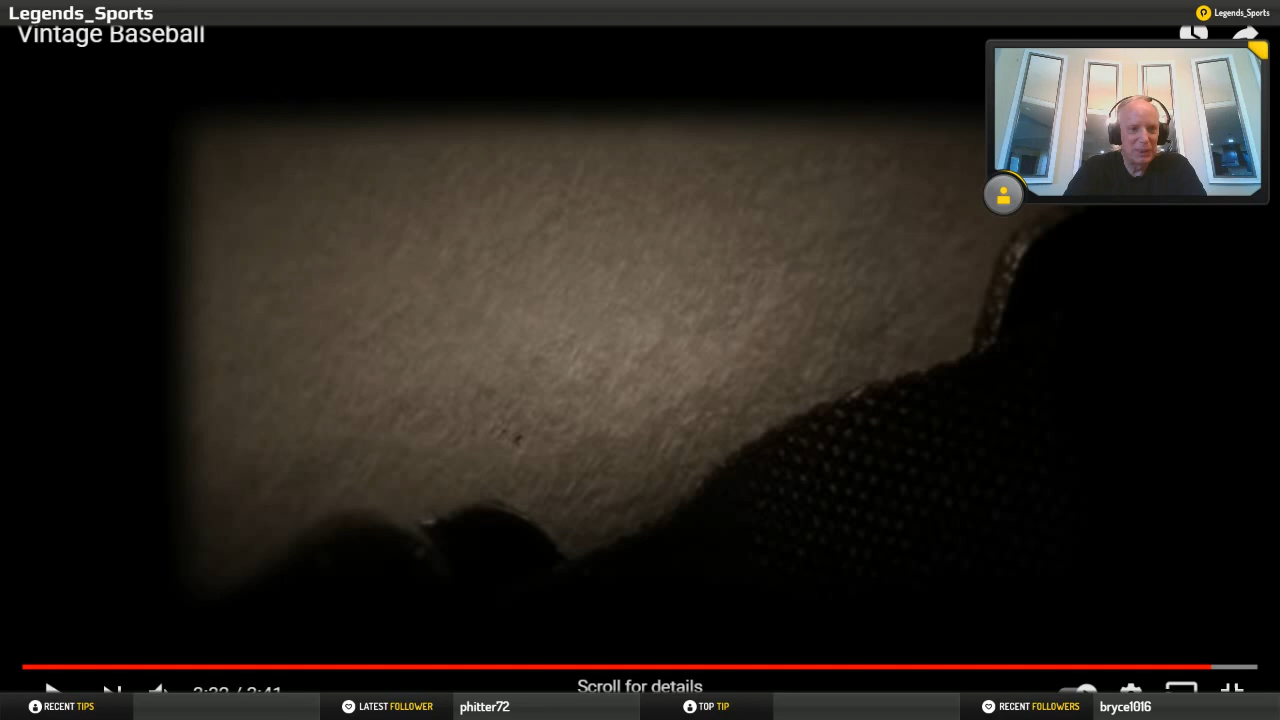 Legends_Sports
Legends_Sports
Vintage Baseball
Scroll for details
RECENT TIPS
LATEST FOLLOWER
phitter72
TOP TIP
RECENT FOLLOWERS
bryce1016